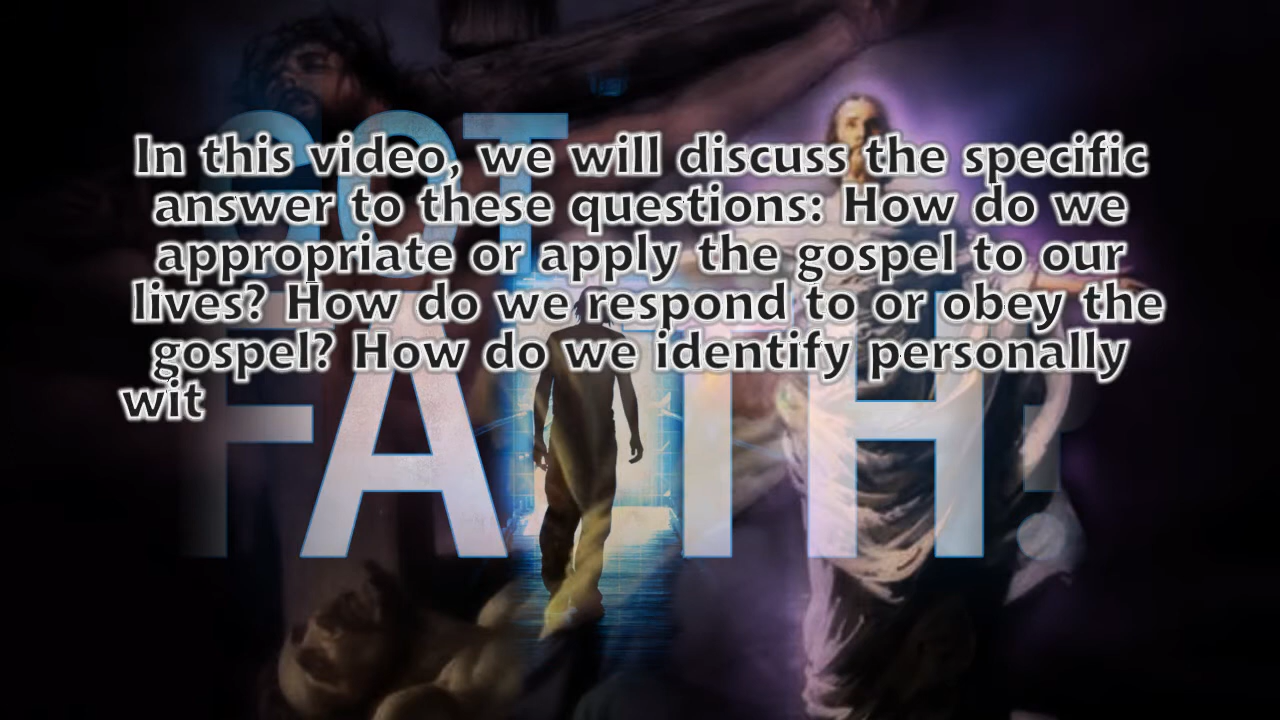 GOT
FAITH?
In this video, we will discuss the specific
answer to these questions: How do we
appropriate or apply the gospel to our
lives? How do we respond to or obey the
gospel? How do we identify personally
wit